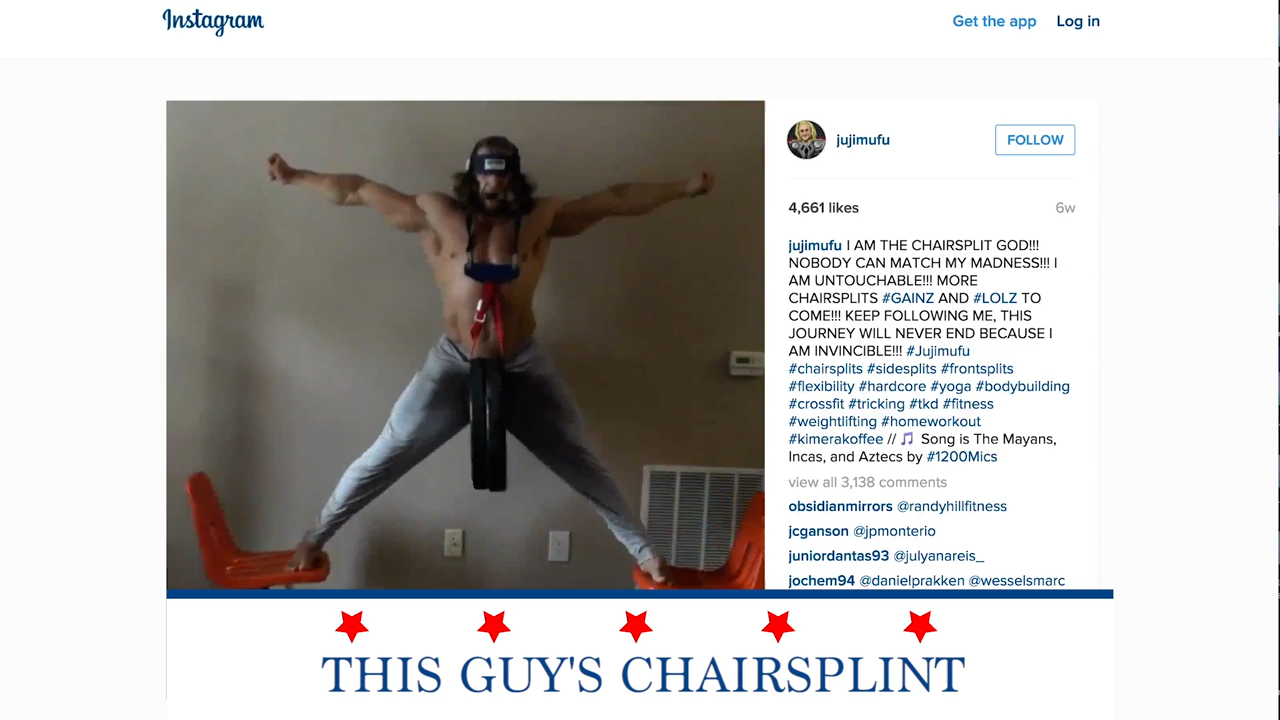 Instagram
Get the app Log in
jujimufu FOLLOW
4,661 likes 6w
jujimufu I AM THE CHAIRSPLIT GOD!!!
NOBODY CAN MATCH MY MADNESS!!! I
AM UNTOUCHABLE!!! MORE
CHAIRSPLITS #GAINZ AND #LOLZ TO
COME!!! KEEP FOLLOWING ME, THIS
JOURNEY WILL NEVER END BECAUSE I
AM INVINCIBLE!!! #Jujimufu
#chairsplits #sidesplits #frontsplits
#flexibility #hardcore #yoga #bodybuilding
#crossfit #tricking #tkd #fitness
#weightlifting #homeworkout
#kimerakoffee // 🎵 Song is The Mayans,
Incas, and Aztecs by #1200Mics
view all 3,138 comments
obsidianmirrors @randyhillfitness
jcganson @jpmonterio
juniordantas93 @julyanareis_
jochem94 @danielprakken @wesselsmarc
THIS GUY'S CHAIRSPLINT